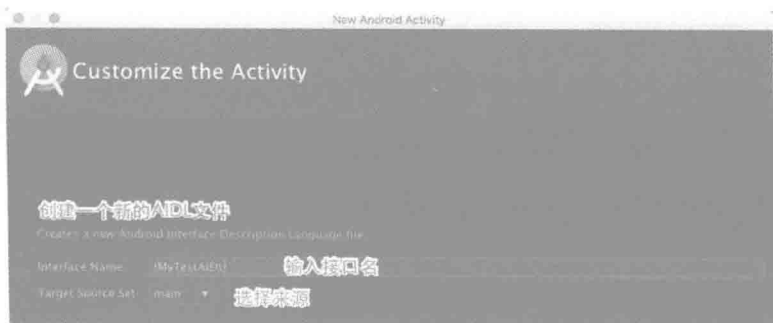 New Android Activity
Customize the Activity
创建一个新的AIDL文件
Creates a new Android Interface Description Language file.
Interface Name: 输入接口名
Target Source Set: main 选择来源